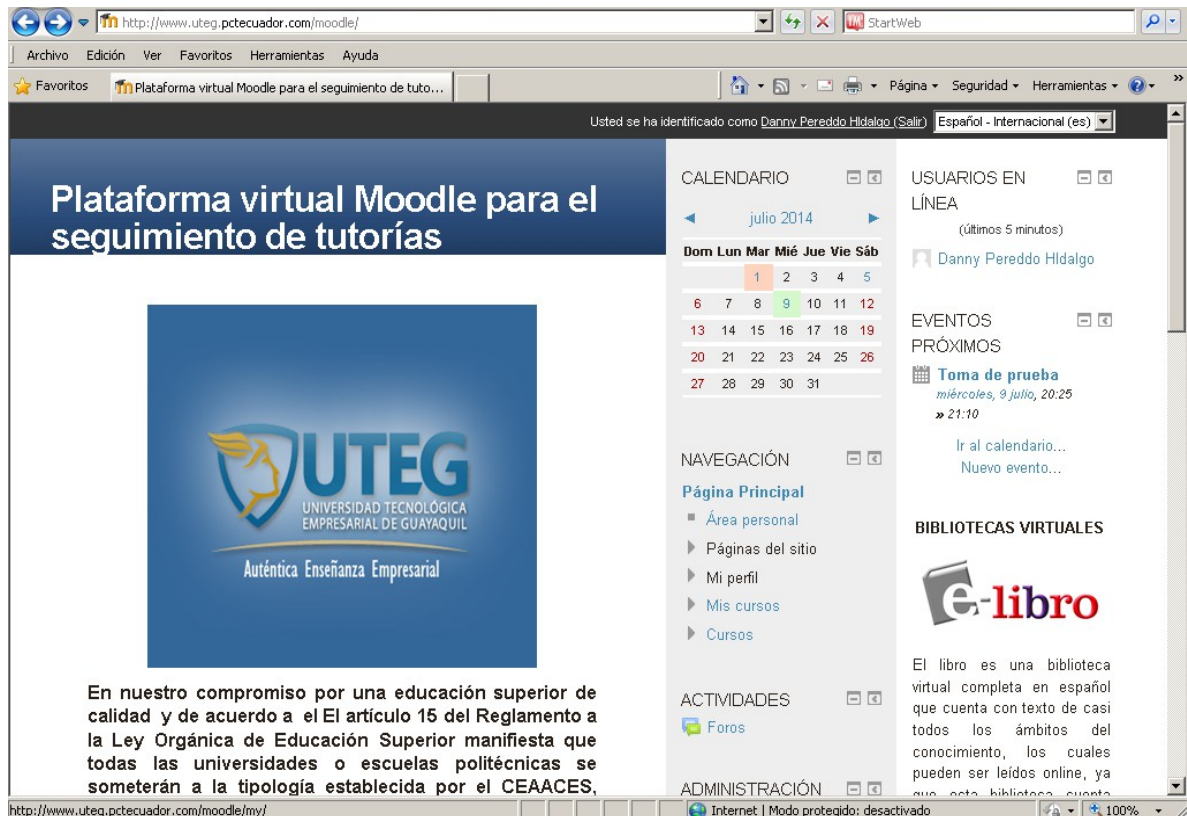 http://www.uteg.pctecuador.com/moodle/
StartWeb
Archivo Edición Ver Favoritos Herramientas Ayuda
Favoritos
Plataforma virtual Moodle para el seguimiento de tuto...
Página Seguridad Herramientas
Usted se ha identificado como Danny Pereddo HIdalgo (Salir)
Español - Internacional (es)
Plataforma virtual Moodle para el
seguimiento de tutorías
UTEG
UNIVERSIDAD TECNOLÓGICA
EMPRESARIAL DE GUAYAQUIL
Auténtica Enseñanza Empresarial
En nuestro compromiso por una educación superior de
calidad y de acuerdo a el El artículo 15 del Reglamento a
la Ley Orgánica de Educación Superior manifiesta que
todas las universidades o escuelas politécnicas se
someterán a la tipología establecida por el CEAACES,
CALENDARIO
julio 2014
Dom Lun Mar Mié Jue Vie Sáb
1 2 3 4 5
6 7 8 9 10 11 12
13 14 15 16 17 18 19
20 21 22 23 24 25 26
27 28 29 30 31
NAVEGACIÓN
Página Principal
Área personal
Páginas del sitio
Mi perfil
Mis cursos
Cursos
ACTIVIDADES
Foros
ADMINISTRACIÓN
USUARIOS EN
LÍNEA
(últimos 5 minutos)
Danny Pereddo HIdalgo
EVENTOS
PRÓXIMOS
Toma de prueba
miércoles, 9 julio, 20:25
» 21:10
Ir al calendario...
Nuevo evento...
BIBLIOTECAS VIRTUALES
e-libro
El libro es una biblioteca
virtual completa en español
que cuenta con texto de casi
todos los ámbitos del
conocimiento, los cuales
pueden ser leídos online, ya
que esta biblioteca cuenta
http://www.uteg.pctecuador.com/moodle/my/
Internet | Modo protegido: desactivado
100%